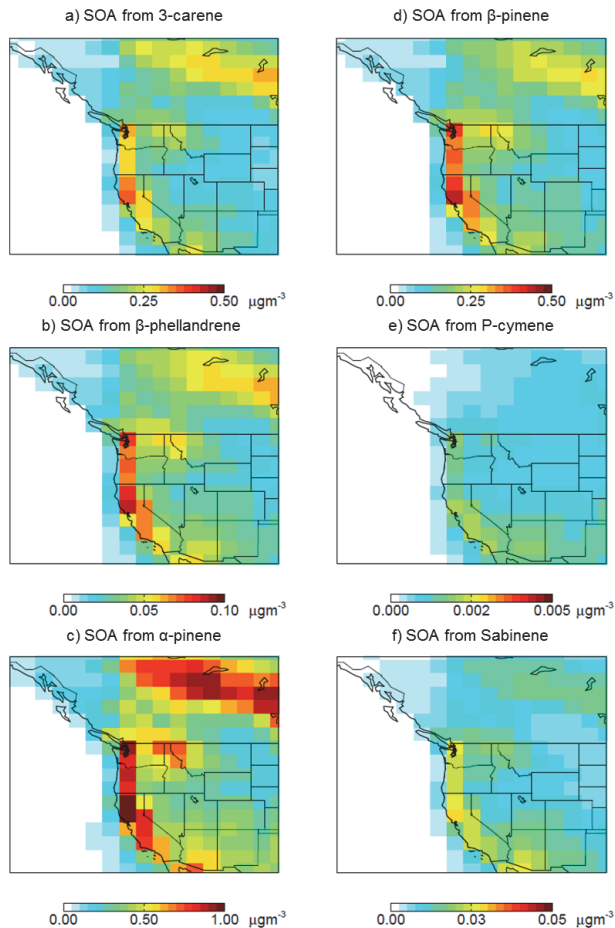 a) SOA from 3-carene
0.00 0.25 0.50 µgm-3
b) SOA from β-phellandrene
0.00 0.05 0.10 µgm-3
c) SOA from α-pinene
0.00 0.50 1.00 µgm-3
d) SOA from β-pinene
0.00 0.25 0.50 µgm-3
e) SOA from P-cymene
0.000 0.002 0.005 µgm-3
f) SOA from Sabinene
0.00 0.03 0.05 µgm-3